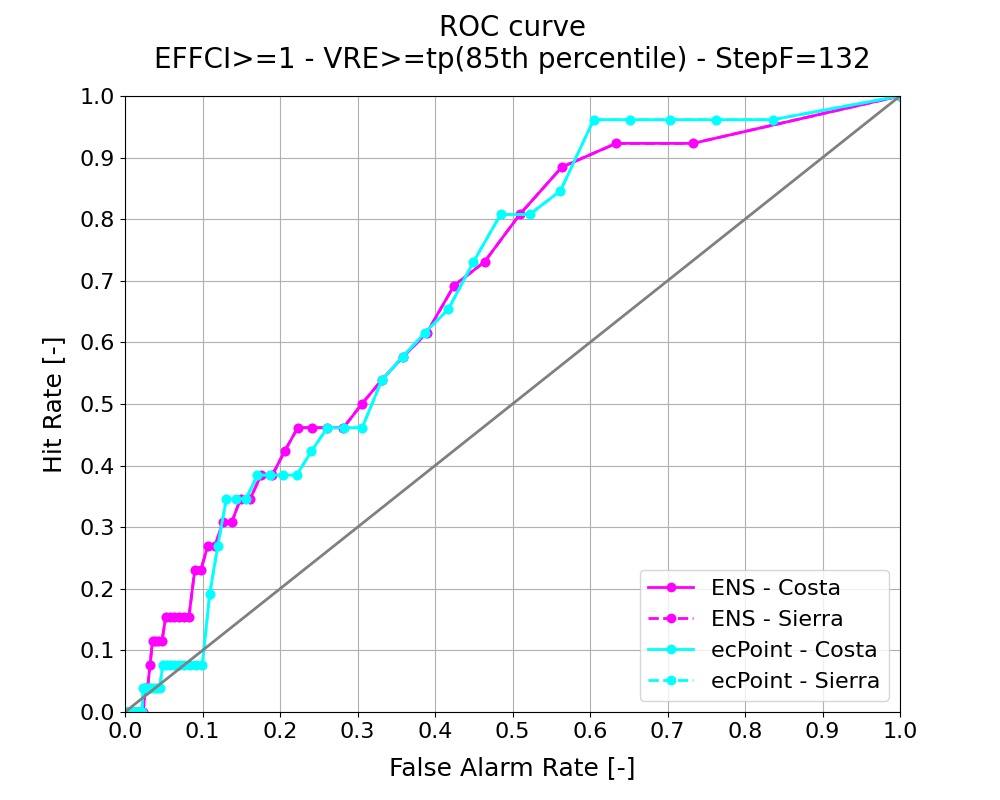 ROC curve
EFFCI>=1 - VRE>=tp(85th percentile) - StepF=132
1.0
0.9
0.8
0.7
0.6
0.5
0.4
0.3
0.2
0.1
0.0
Hit Rate [-]
ENS - Costa
ENS - Sierra
ecPoint - Costa
ecPoint - Sierra
0.0 0.1 0.2 0.3 0.4 0.5 0.6 0.7 0.8 0.9 1.0
False Alarm Rate [-]